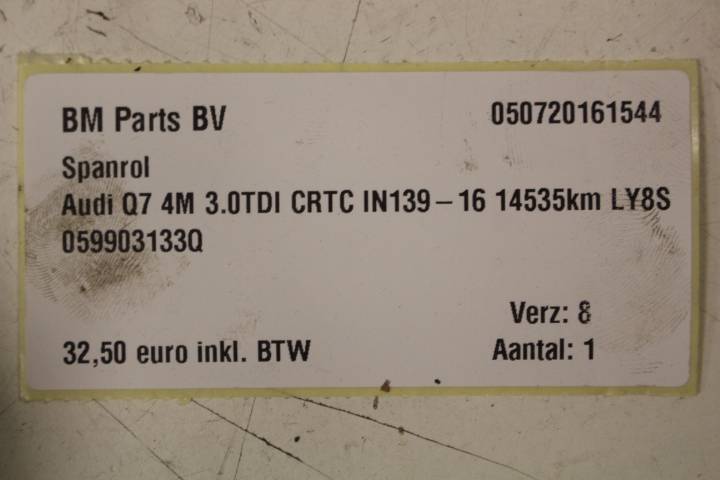 BM Parts BV 050720161544
Spanrol
Audi Q7 4M 3.0TDI CRTC IN139-16 14535km LY8S
059903133Q
Verz: 8
32,50 euro inkl. BTW Aantal: 1